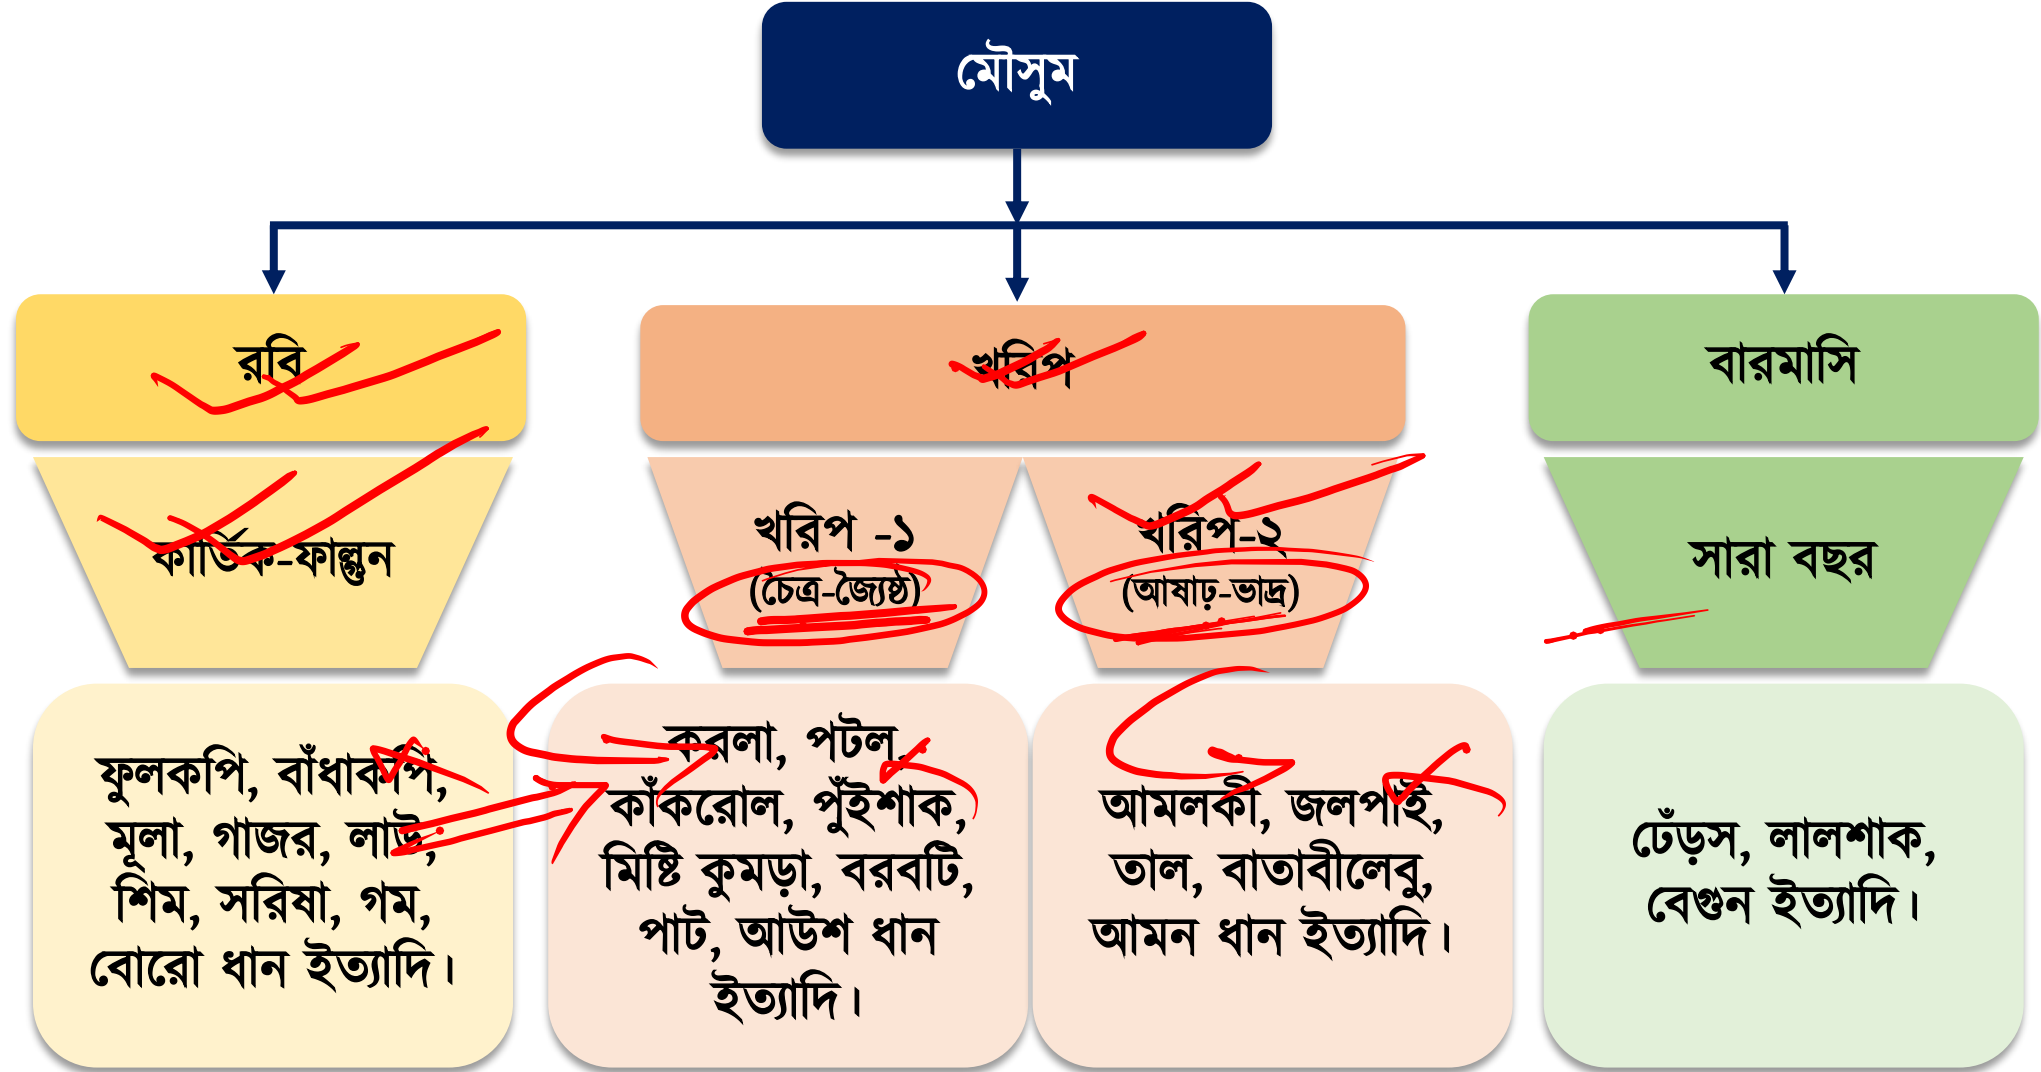 মৌসুম
রবি
খরিপ
বারমাসি
কার্তিক-ফাল্গুন
খরিপ -১
(চৈত্র-জ্যৈষ্ঠ)
খরিপ-২
(আষাঢ়-ভাদ্র)
সারা বছর
ফুলকপি, বাঁধাকপি,
মূলা, গাজর, লাউ,
শিম, সরিষা, গম,
বোরো ধান ইত্যাদি।
করলা, পটল,
কাঁকরোল, পুঁইশাক,
মিষ্টি কুমড়া, বরবটি,
পাট, আউশ ধান
ইত্যাদি।
আমলকী, জলপাই,
তাল, বাতাবীলেবু,
আমন ধান ইত্যাদি।
ঢেঁড়স, লালশাক,
বেগুন ইত্যাদি।